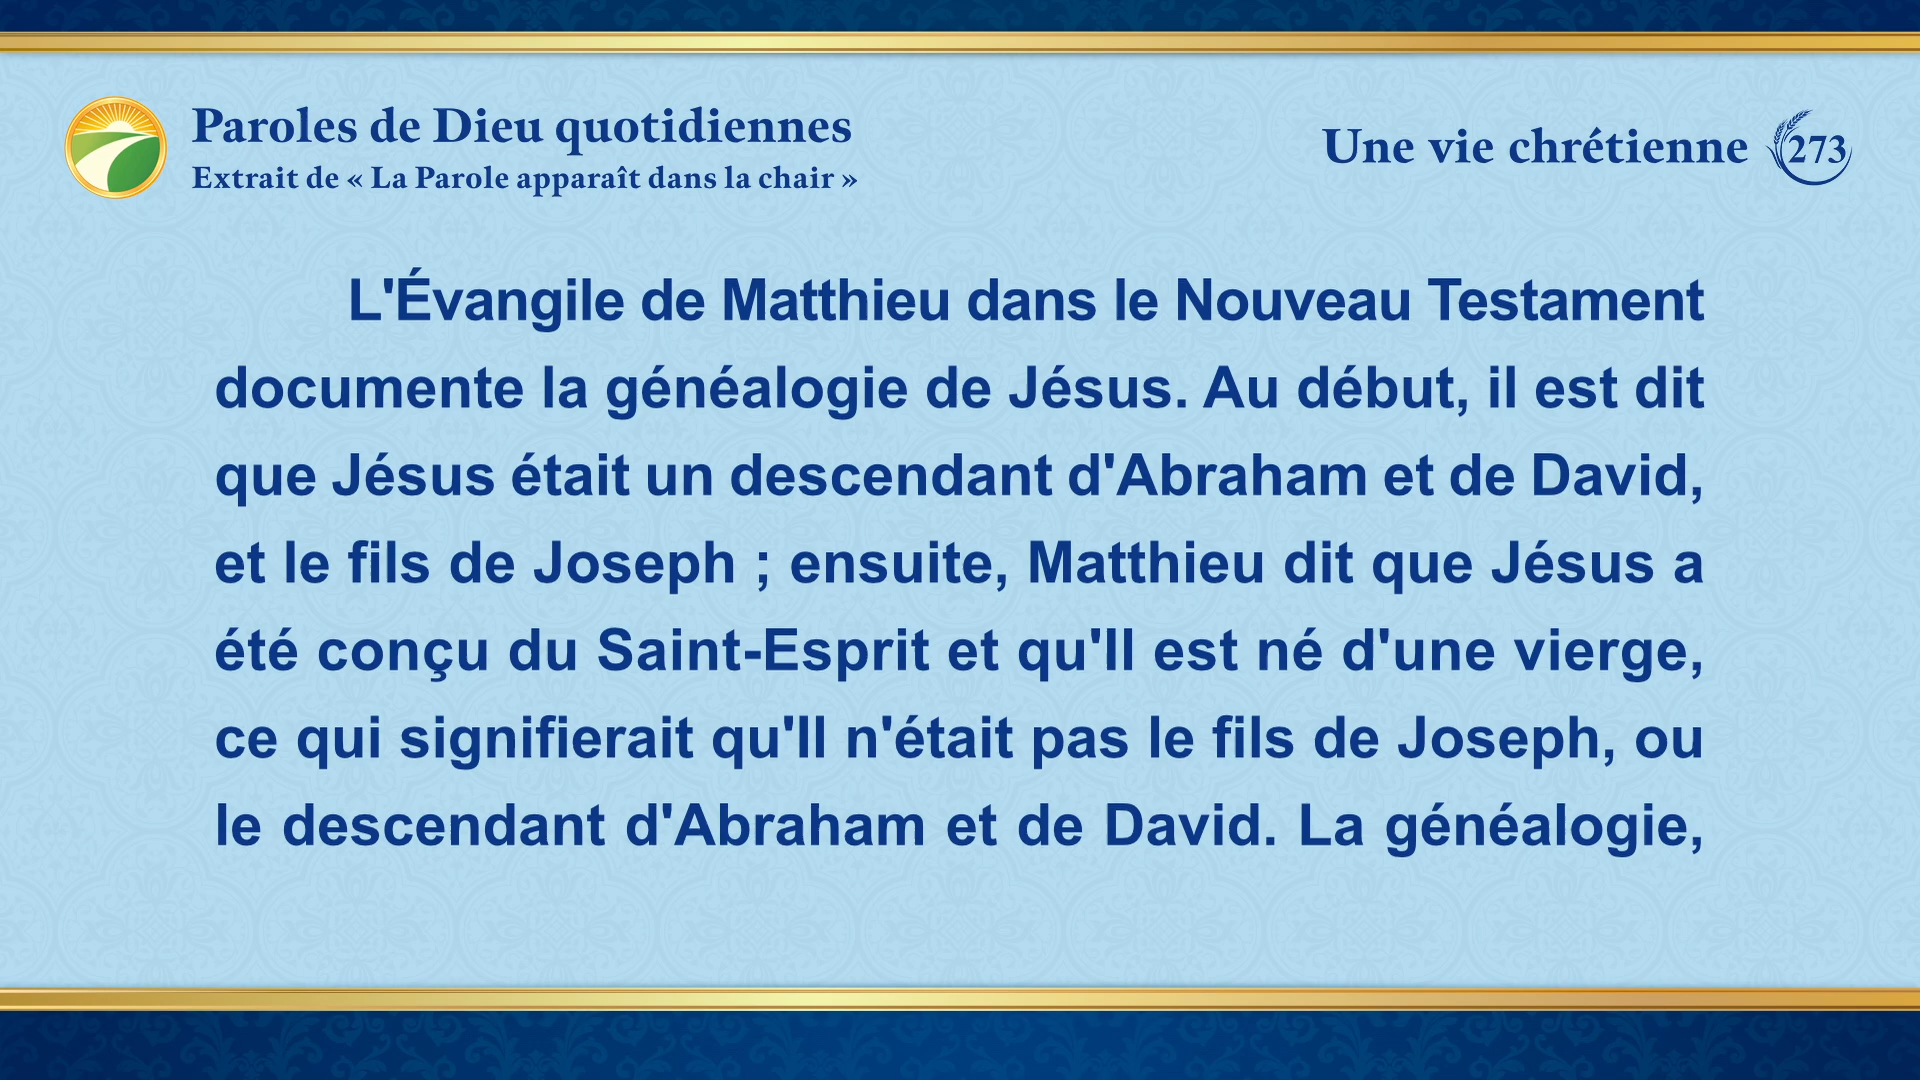 Paroles de Dieu quotidiennes
Extrait de « La Parole apparaît dans la chair »
Une vie chrétienne 273
L'Évangile de Matthieu dans le Nouveau Testament
documente la généalogie de Jésus. Au début, il est dit
que Jésus était un descendant d'Abraham et de David,
et le fils de Joseph ; ensuite, Matthieu dit que Jésus a
été conçu du Saint-Esprit et qu'Il est né d'une vierge,
ce qui signifierait qu'Il n'était pas le fils de Joseph, ou
le descendant d'Abraham et de David. La généalogie,